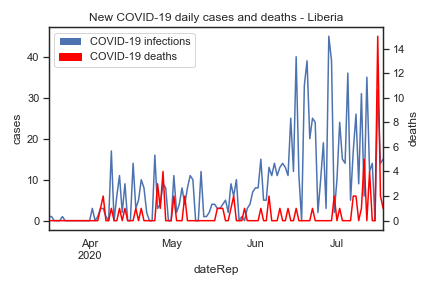 New COVID-19 daily cases and deaths - Liberia
COVID-19 infections
COVID-19 deaths
40
30
20
10
0
cases
14
12
10
8
6
4
2
0
deaths
Apr
2020
May
Jun
Jul
dateRep